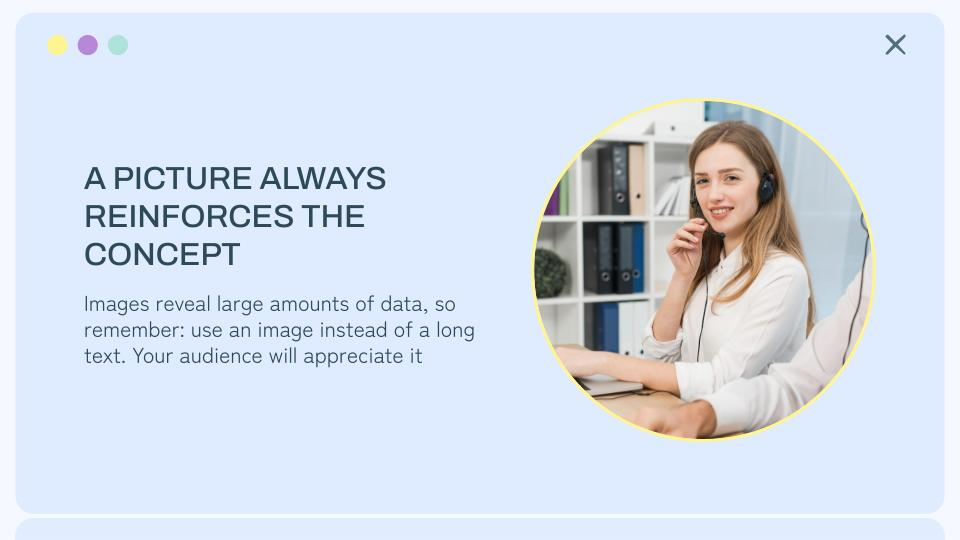 A PICTURE ALWAYS
REINFORCES THE
CONCEPT
Images reveal large amounts of data, so
remember: use an image instead of a long
text. Your audience will appreciate it